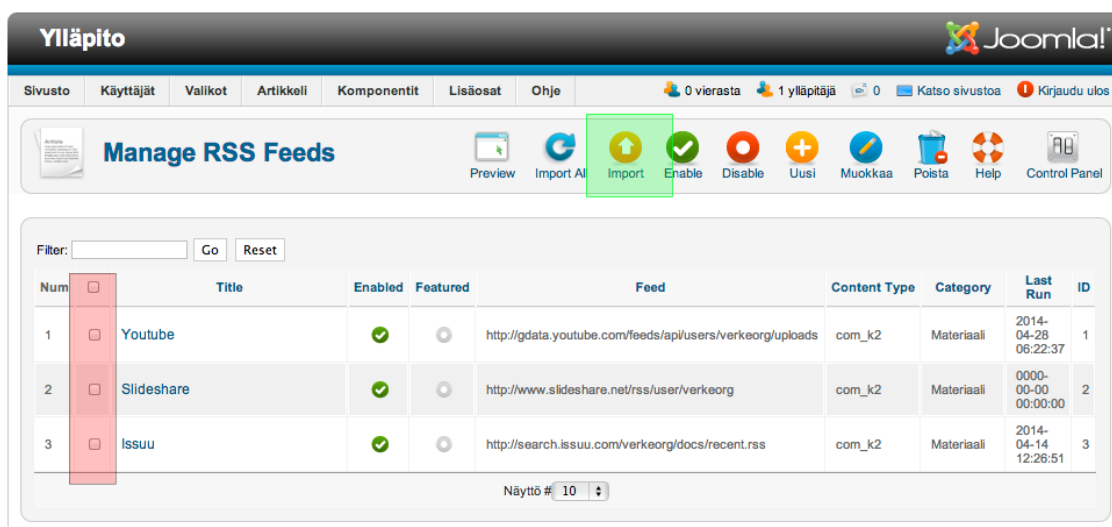 Ylläpito
Joomla!
Sivusto Käyttäjät Valikot Artikkeli Komponentit Lisäosat Ohje 0 vierasta 1 ylläpitäjä 0 Katso sivustoa Kirjaudu ulos
Manage RSS Feeds
Preview Import Al Import Enable Disable Uusi Muokkaa Poista Help Control Panel
Filter: Go Reset
Num Title Enabled Featured Feed Content Type Category Last Run ID
1 Youtube http://gdata.youtube.com/feeds/api/users/verkeorg/uploads com_k2 Materiaali 2014-04-28 06:22:37 1
2 Slideshare http://www.slideshare.net/rss/user/verkeorg com_k2 Materiaali 0000-00-00 00:00:00 2
3 Issuu http://search.issuu.com/verkeorg/docs/recent.rss com_k2 Materiaali 2014-04-14 12:26:51 3
Näyttö # 10